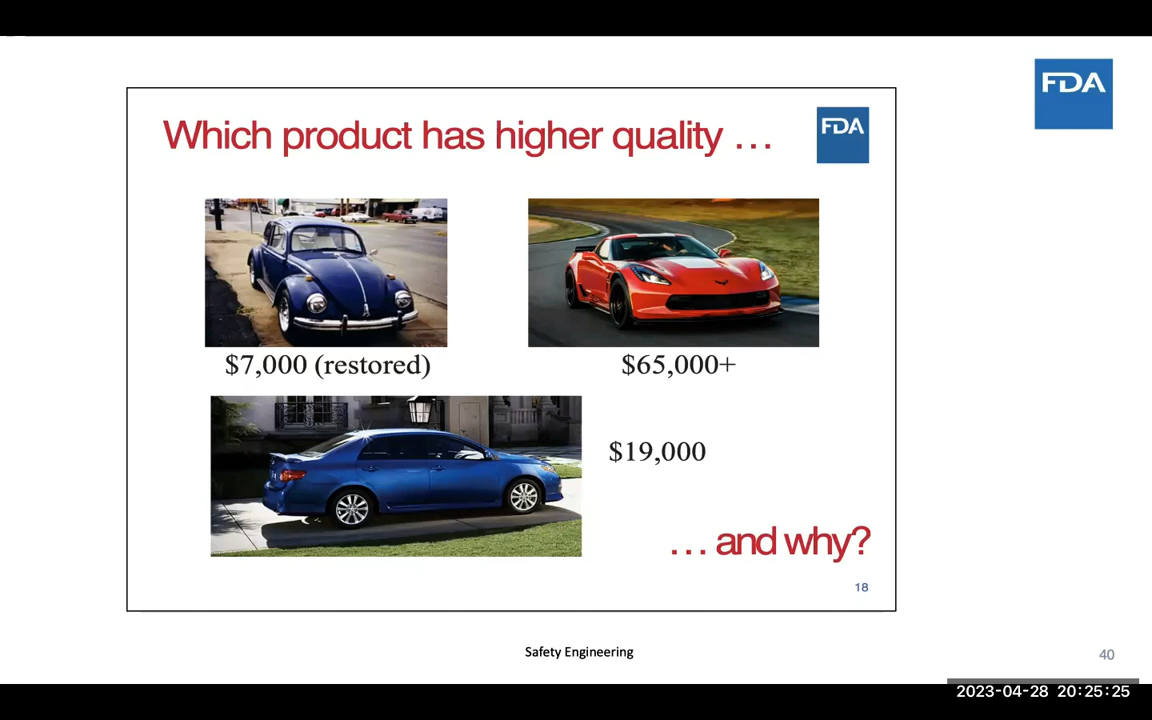 FDA
Which product has higher quality …
FDA
$7,000 (restored)
$65,000+
$19,000
… and why?
18
Safety Engineering
40
2023-04-28 20:25:25